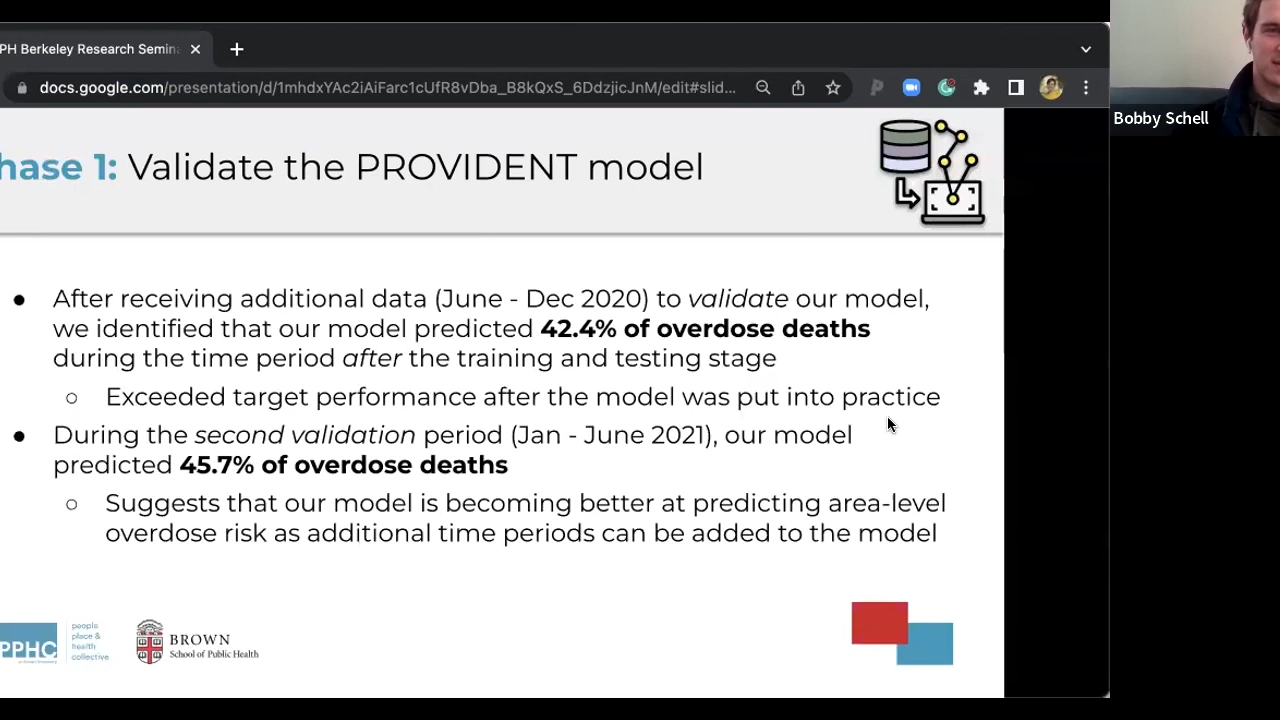 PH Berkeley Research Semina
docs.google.com/presentation/d/1mhdxYAc2iAiFarc1cUfR8vDba_B8kQxS_6DdzjicJnM/edit#slid...
Bobby Schell
hase 1: Validate the PROVIDENT model
● After receiving additional data (June - Dec 2020) to validate our model,
we identified that our model predicted 42.4% of overdose deaths
during the time period after the training and testing stage
○ Exceeded target performance after the model was put into practice
● During the second validation period (Jan - June 2021), our model
predicted 45.7% of overdose deaths
○ Suggests that our model is becoming better at predicting area-level
overdose risk as additional time periods can be added to the model
PPHC
people
place &
health
collective
BROWN
School of Public Health